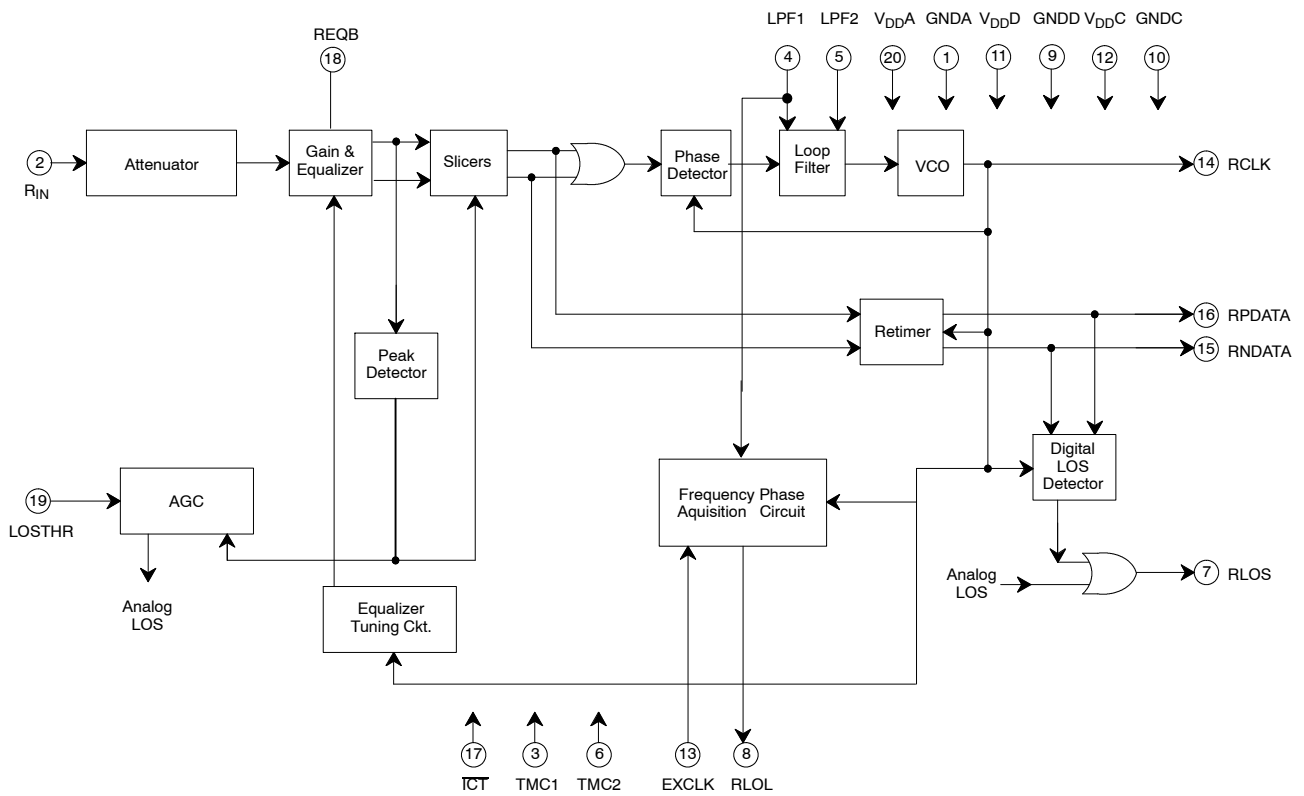 LPF1 LPF2 VDDA GNDA VDDD GNDD VDDC GNDC
REQB
18 4 5 20 1 11 9 12 10
2 Attenuator Gain & Equalizer Slicers Phase Detector Loop Filter VCO 14 RCLK
RIN
Retimer
16 RPDATA
15 RNDATA
Peak
Detector
Digital
LOS
Detector
19 AGC
LOSTHR
Frequency Phase
Aquisition Circuit
Analog
LOS
Equalizer
Tuning Ckt.
Analog
LOS
7 RLOS
17 3 6 13 8
ICT TMC1 TMC2 EXCLK RLOL